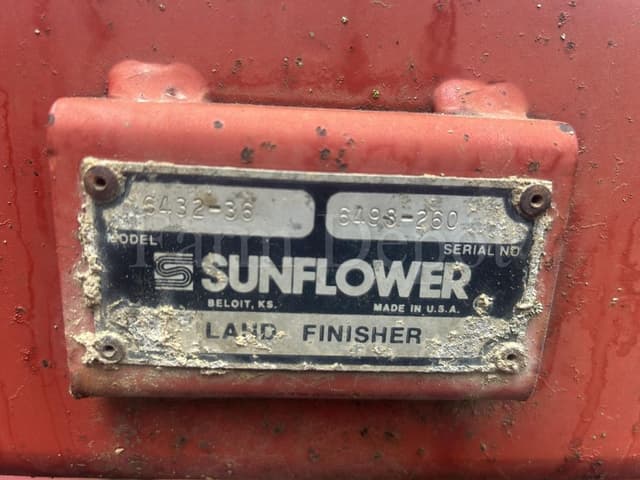 6432-36 6498-260
MODEL SERIAL NO
SUNFLOWER
BELOIT, KS. MADE IN U.S.A.
LAND FINISHER